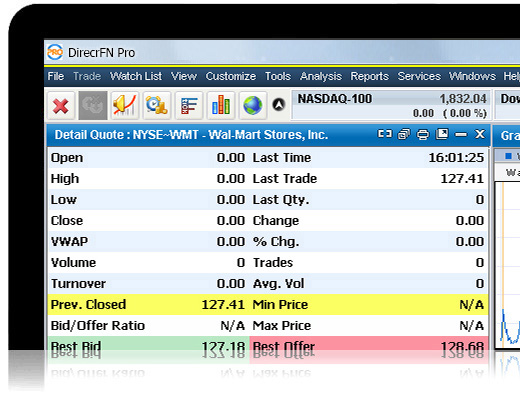 PRO DirecrFN Pro
File Trade Watch List View Customize Tools Analysis Reports Services Windows Help
NASDAQ-100 1,832.04 Dow
0.00 ( 0.00 %)
Detail Quote : NYSE~WMT - Wal-Mart Stores, Inc. Gra
Open 0.00 Last Time 16:01:25
High 0.00 Last Trade 127.41
Low 0.00 Last Qty. 0
Close 0.00 Change 0.00
VWAP 0.00 % Chg. 0.00
Volume 0 Trades 0
Turnover 0.00 Avg. Vol 0
Prev. Closed 127.41 Min Price N/A
Bid/Offer Ratio N/A Max Price N/A
Best Bid 127.18 Best Offer 128.68